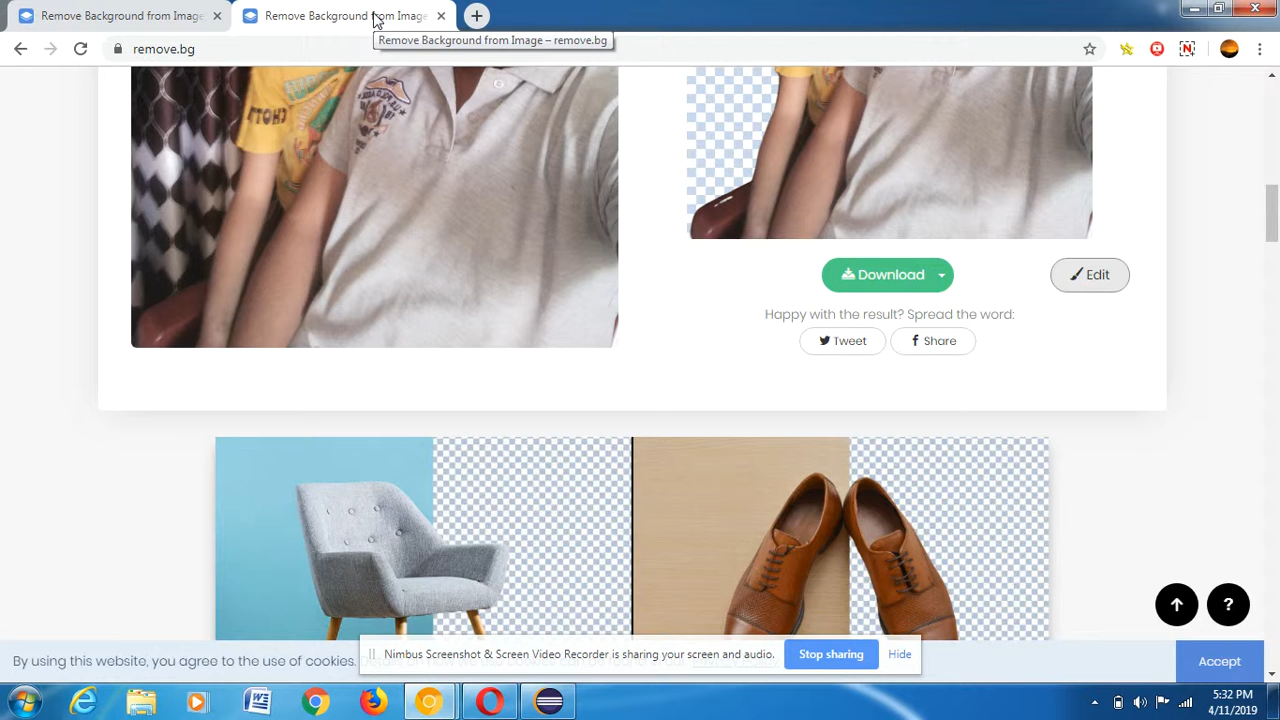 Remove Background from Image
Remove Background from Image
Remove Background from Image – remove.bg
remove.bg
Download
Edit
Happy with the result? Spread the word:
Tweet
Share
By using this website, you agree to the use of cookies.
Nimbus Screenshot & Screen Video Recorder is sharing your screen and audio.
Stop sharing
Hide
Accept
?
5:32 PM
4/11/2019